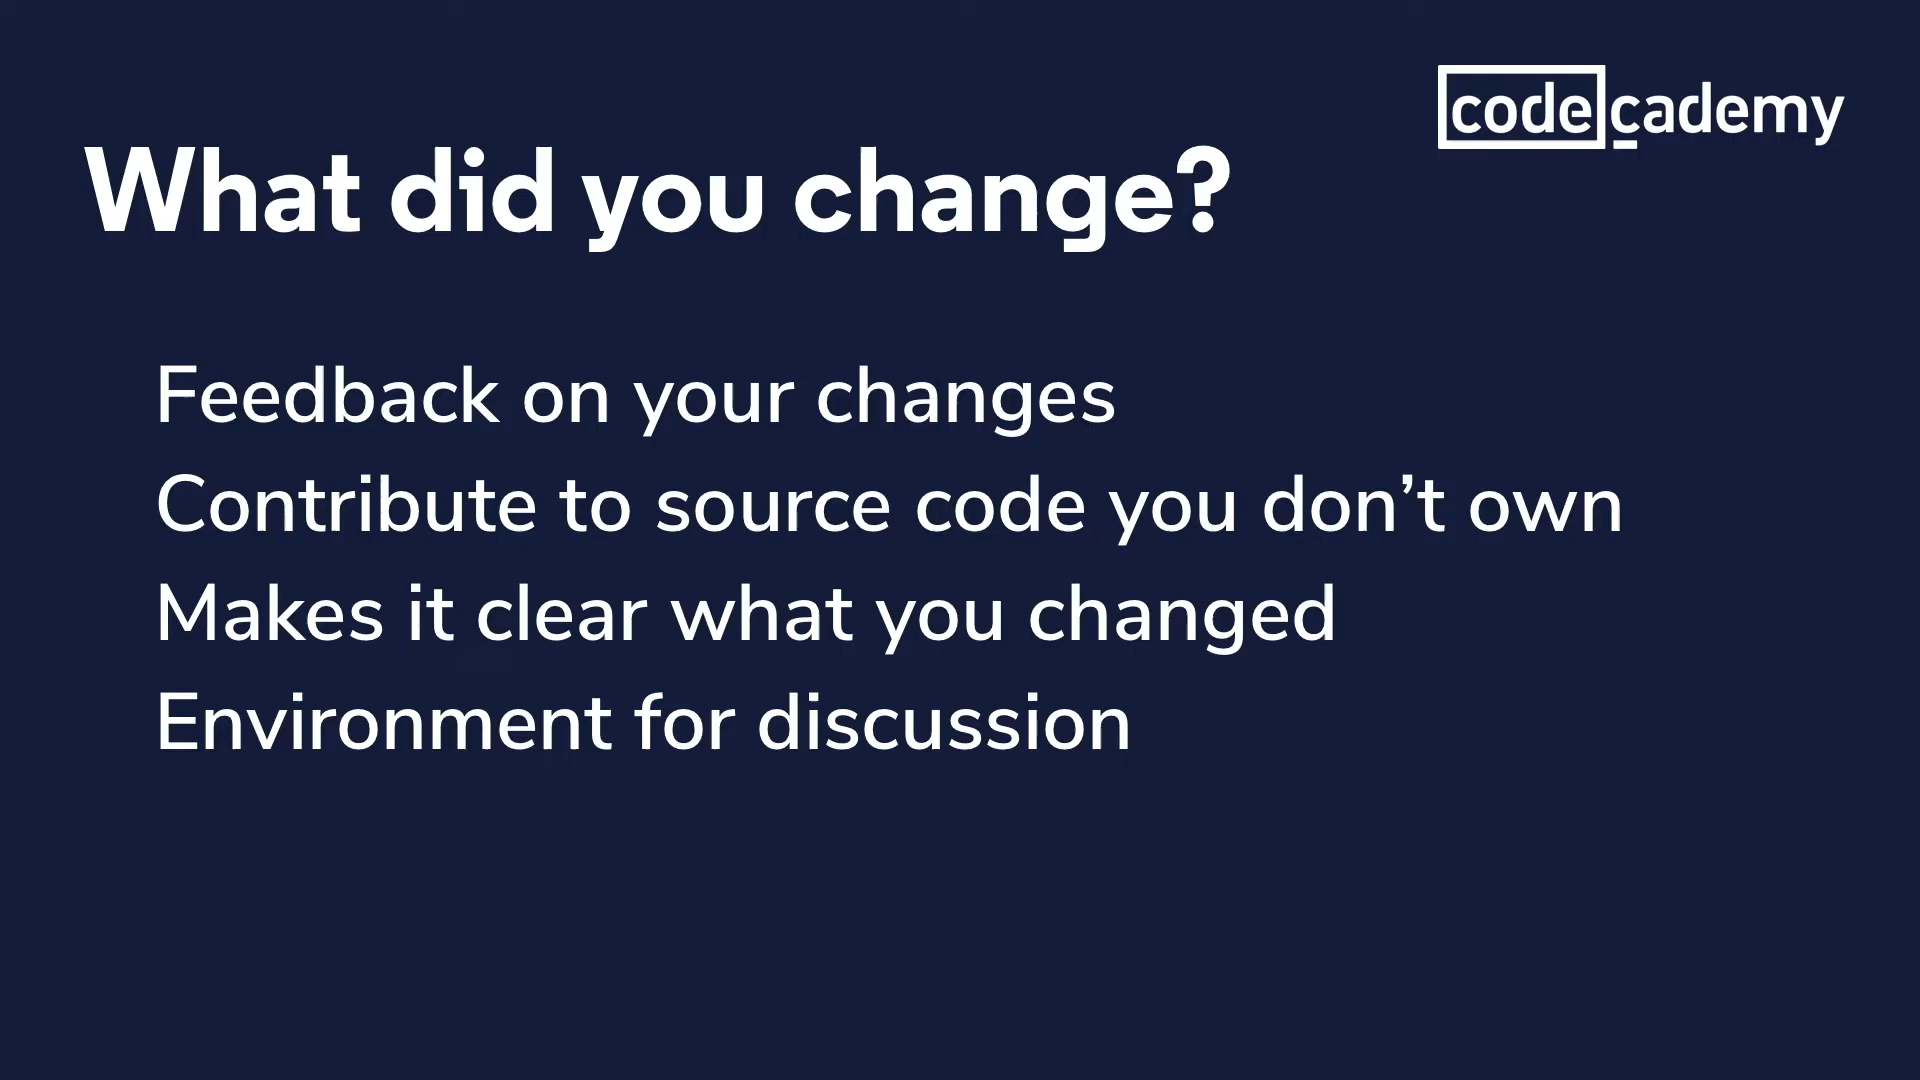 codecademy
What did you change?
Feedback on your changes
Contribute to source code you don’t own
Makes it clear what you changed
Environment for discussion